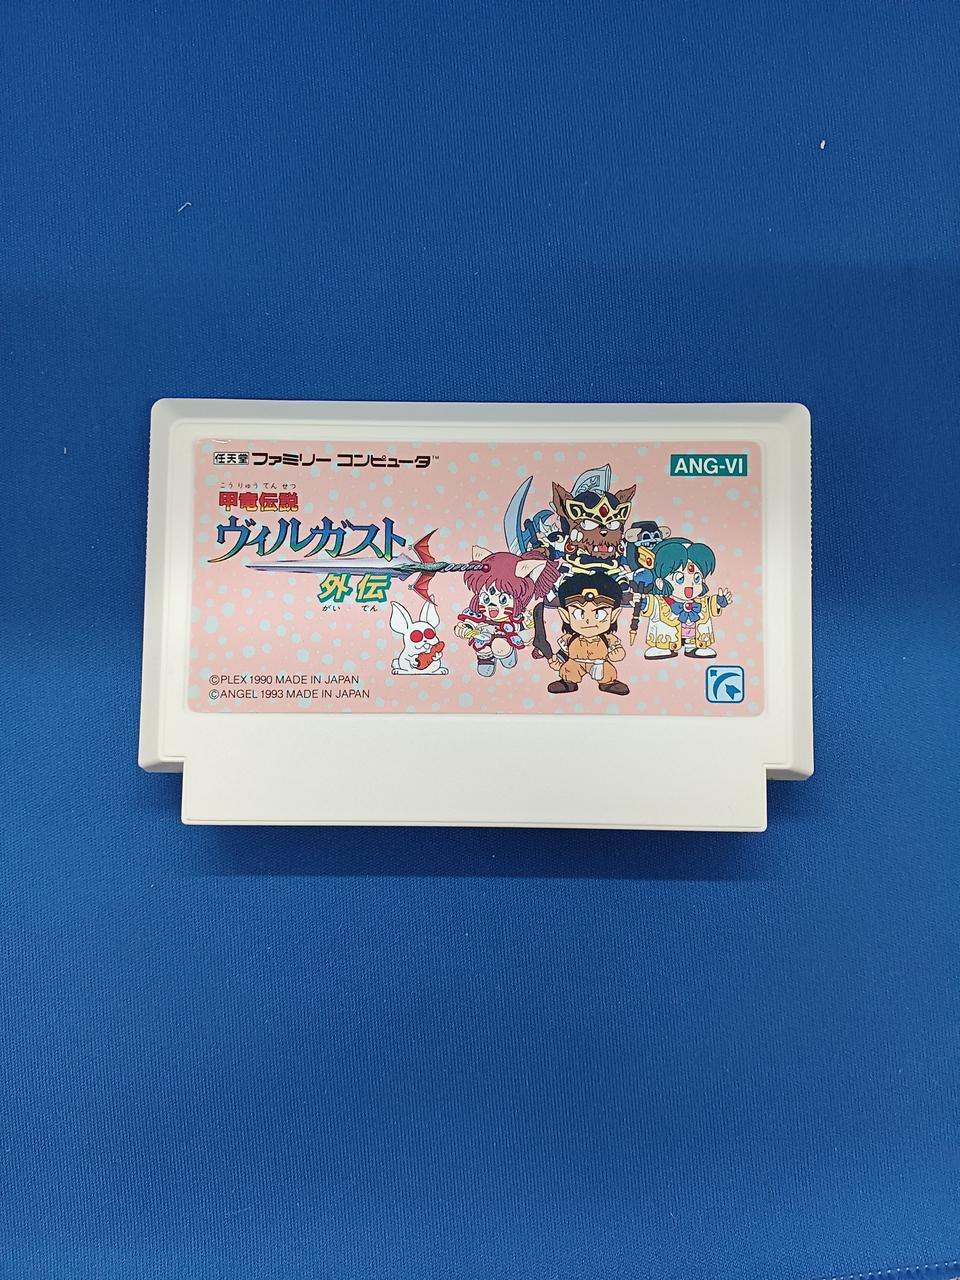 任天堂 ファミリー コンピュータ™
ANG-VI
こうりゅうでんせつ
甲竜伝説
ヴィルガスト
外伝
がいでん
©PLEX 1990 MADE IN JAPAN
©ANGEL 1993 MADE IN JAPAN